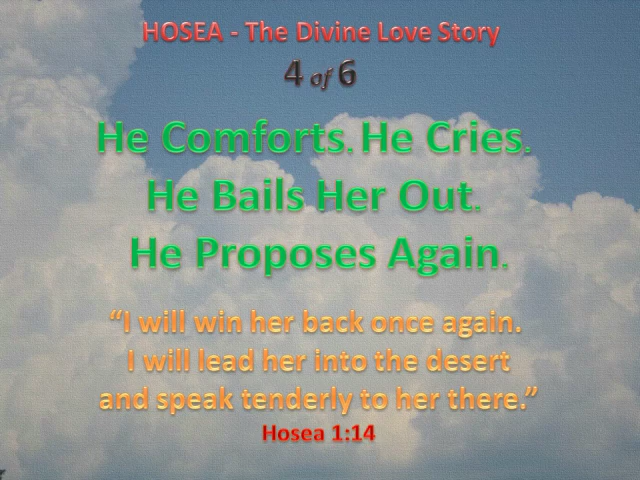 HOSEA - The Divine Love Story
4 of 6
He Comforts. He Cries.
He Bails Her Out.
He Proposes Again.
“I will win her back once again.
I will lead her into the desert
and speak tenderly to her there.”
Hosea 1:14